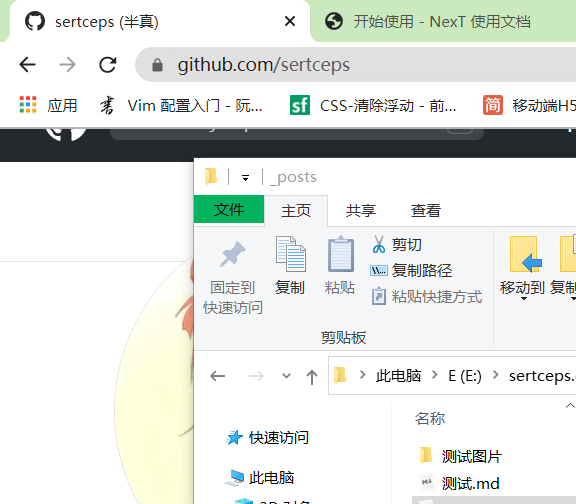 sertceps (半真)
开始使用 - NexT 使用文档
github.com/sertceps
应用
Vim 配置入门 - 阮...
sf
CSS-清除浮动 - 前...
简
移动端H5
_posts
文件 主页 共享 查看
固定到
快速访问
复制
粘贴
剪切
复制路径
粘贴快捷方式
移动到
剪贴板
此电脑 > E (E:) > sertceps.
名称
快速访问
测试图片
此电脑
测试.md